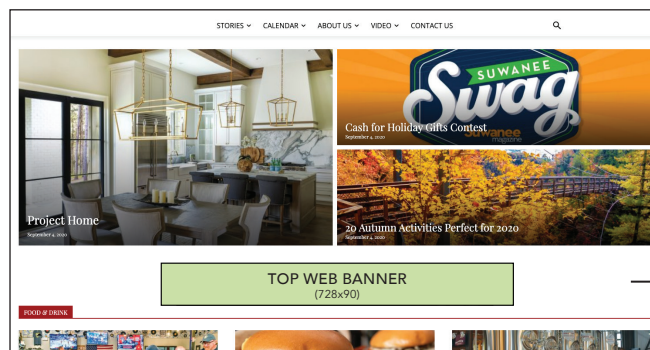 STORIES CALENDAR ABOUT US VIDEO CONTACT US
SUWANEE
Swag
Suwanee
magazine
Cash for Holiday Gifts Contest
September 4, 2020
Project Home
September 4, 2020
20 Autumn Activities Perfect for 2020
September 4, 2020
TOP WEB BANNER
(728x90)
FOOD & DRINK